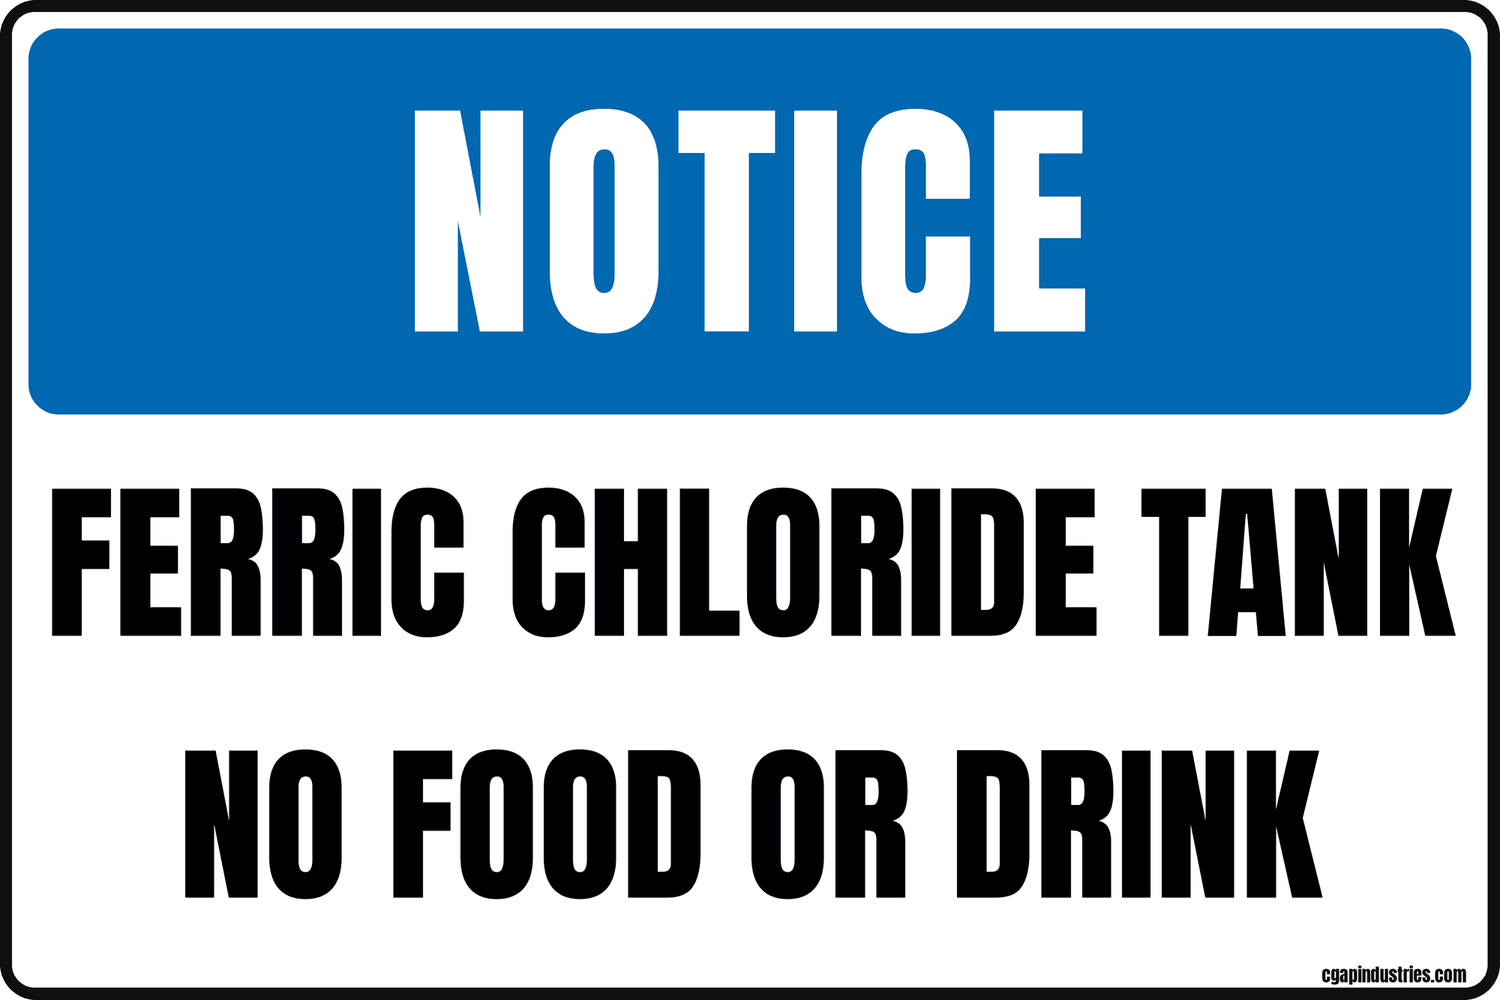 NOTICE
FERRIC CHLORIDE TANK
NO FOOD OR DRINK
cgapindustries.com